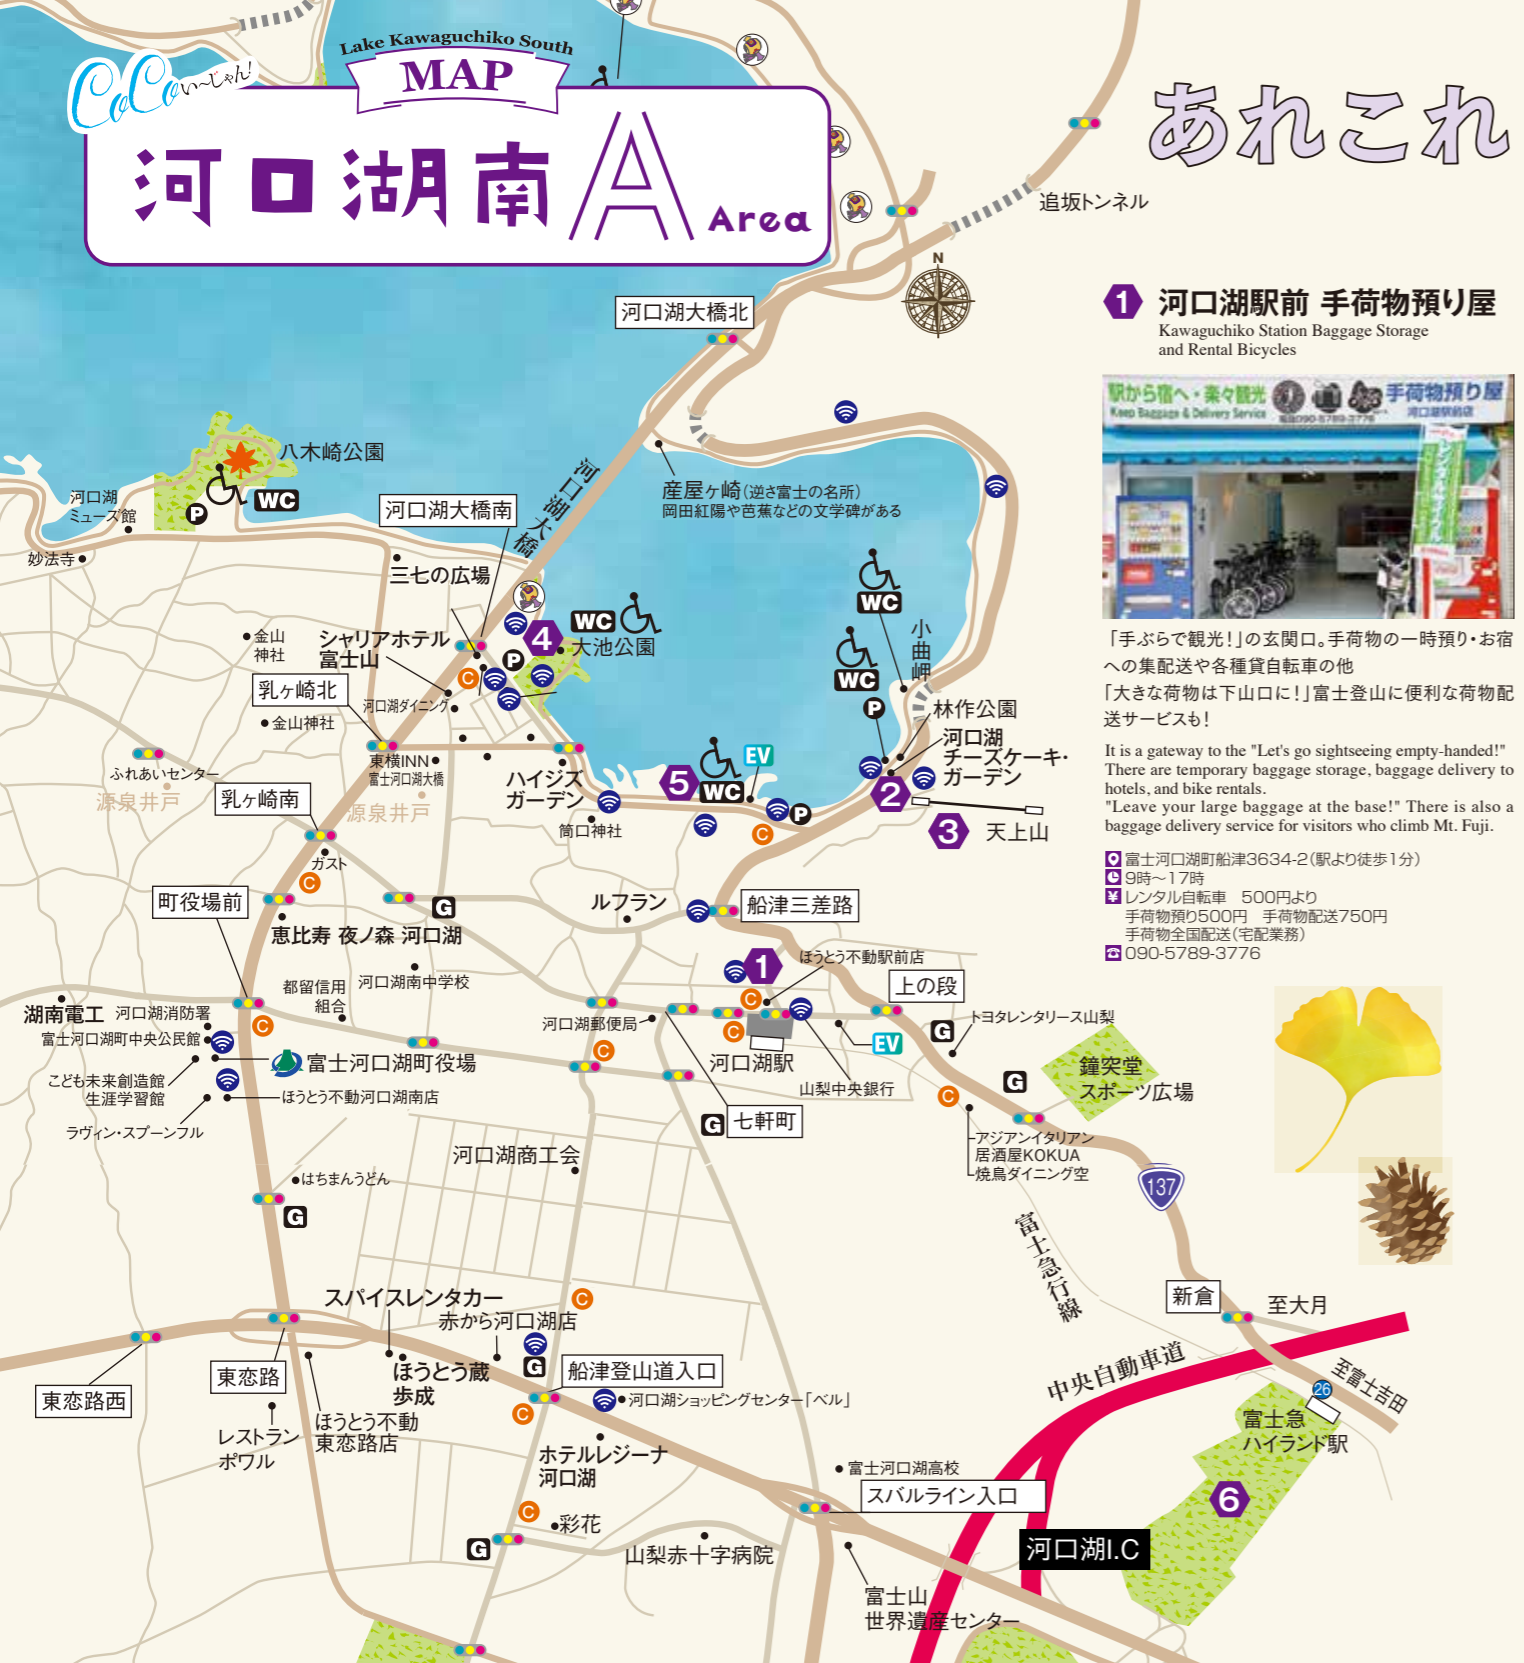 Lake Kawaguchiko South
MAP
CoCoい〜じゃん!
河口湖南A Area
あれこれ
追坂トンネル
N
河口湖大橋北
1 河口湖駅前 手荷物預り屋
Kawaguchiko Station Baggage Storage
and Rental Bicycles
駅から宿へ・楽々観光
Keep Baggage & Delivery Service
手荷物預り屋
河口湖駅前店
090-5789-3776
「手ぶらで観光!」の玄関口。手荷物の一時預り・お宿
への集配送や各種貸自転車の他
「大きな荷物は下山口に!」富士登山に便利な荷物配
送サービスも!
It is a gateway to the "Let's go sightseeing empty-handed!"
There are temporary baggage storage, baggage delivery to
hotels, and bike rentals.
"Leave your large baggage at the base!" There is also a
baggage delivery service for visitors who climb Mt. Fuji.
富士河口湖町船津3634-2(駅より徒歩1分)
9時〜17時
¥ レンタル自転車 500円より
手荷物預り500円 手荷物配送750円
手荷物全国配送(宅配業務)
090-5789-3776
八木崎公園
WC
P
河口湖
ミューズ館
妙法寺
河口湖大橋南
河口湖大橋
産屋ヶ崎(逆さ富士の名所)
岡田紅陽や芭蕉などの文学碑がある
三七の広場
WC
4
大池公園
P
WC
WC
小曲岬
P
金山
神社
シャリアホテル
富士山
C
乳ヶ崎北
河口湖ダイニング
金山神社
林作公園
河口湖
チーズケーキ・
ガーデン
ふれあいセンター
源泉井戸
東横INN
富士河口湖大橋
源泉井戸
乳ヶ崎南
ハイジズ
ガーデン
筒口神社
5
WC
EV
P
C
2
3
天上山
ガスト
C
町役場前
G
恵比寿 夜ノ森 河口湖
ルフラン
船津三差路
1
ほうとう不動駅前店
上の段
河口湖南中学校
都留信用
組合
湖南電工
河口湖消防署
富士河口湖町中央公民館
C
河口湖郵便局
C
C
河口湖駅
EV
G
トヨタレンタリース山梨
こども未来創造館
生涯学習館
富士河口湖町役場
ほうとう不動河口湖南店
ラヴィン・スプーンフル
C
山梨中央銀行
G
C
鐘突堂
スポーツ広場
G
七軒町
河口湖商工会
アジアンイタリアン
居酒屋KOKUA
焼鳥ダイニング空
137
はちまんうどん
G
富士急行線
新倉
至大月
スパイスレンタカー
C
赤から河口湖店
G
東恋路
東恋路西
ほうとう蔵
歩成
船津登山道入口
C
河口湖ショッピングセンター「ベル」
中央自動車道
至富士吉田
26
富士急
ハイランド駅
レストラン
ポワル
ほうとう不動
東恋路店
ホテルレジーナ
河口湖
富士河口湖高校
スバルライン入口
6
C
彩花
G
山梨赤十字病院
河口湖I.C
富士山
世界遺産センター